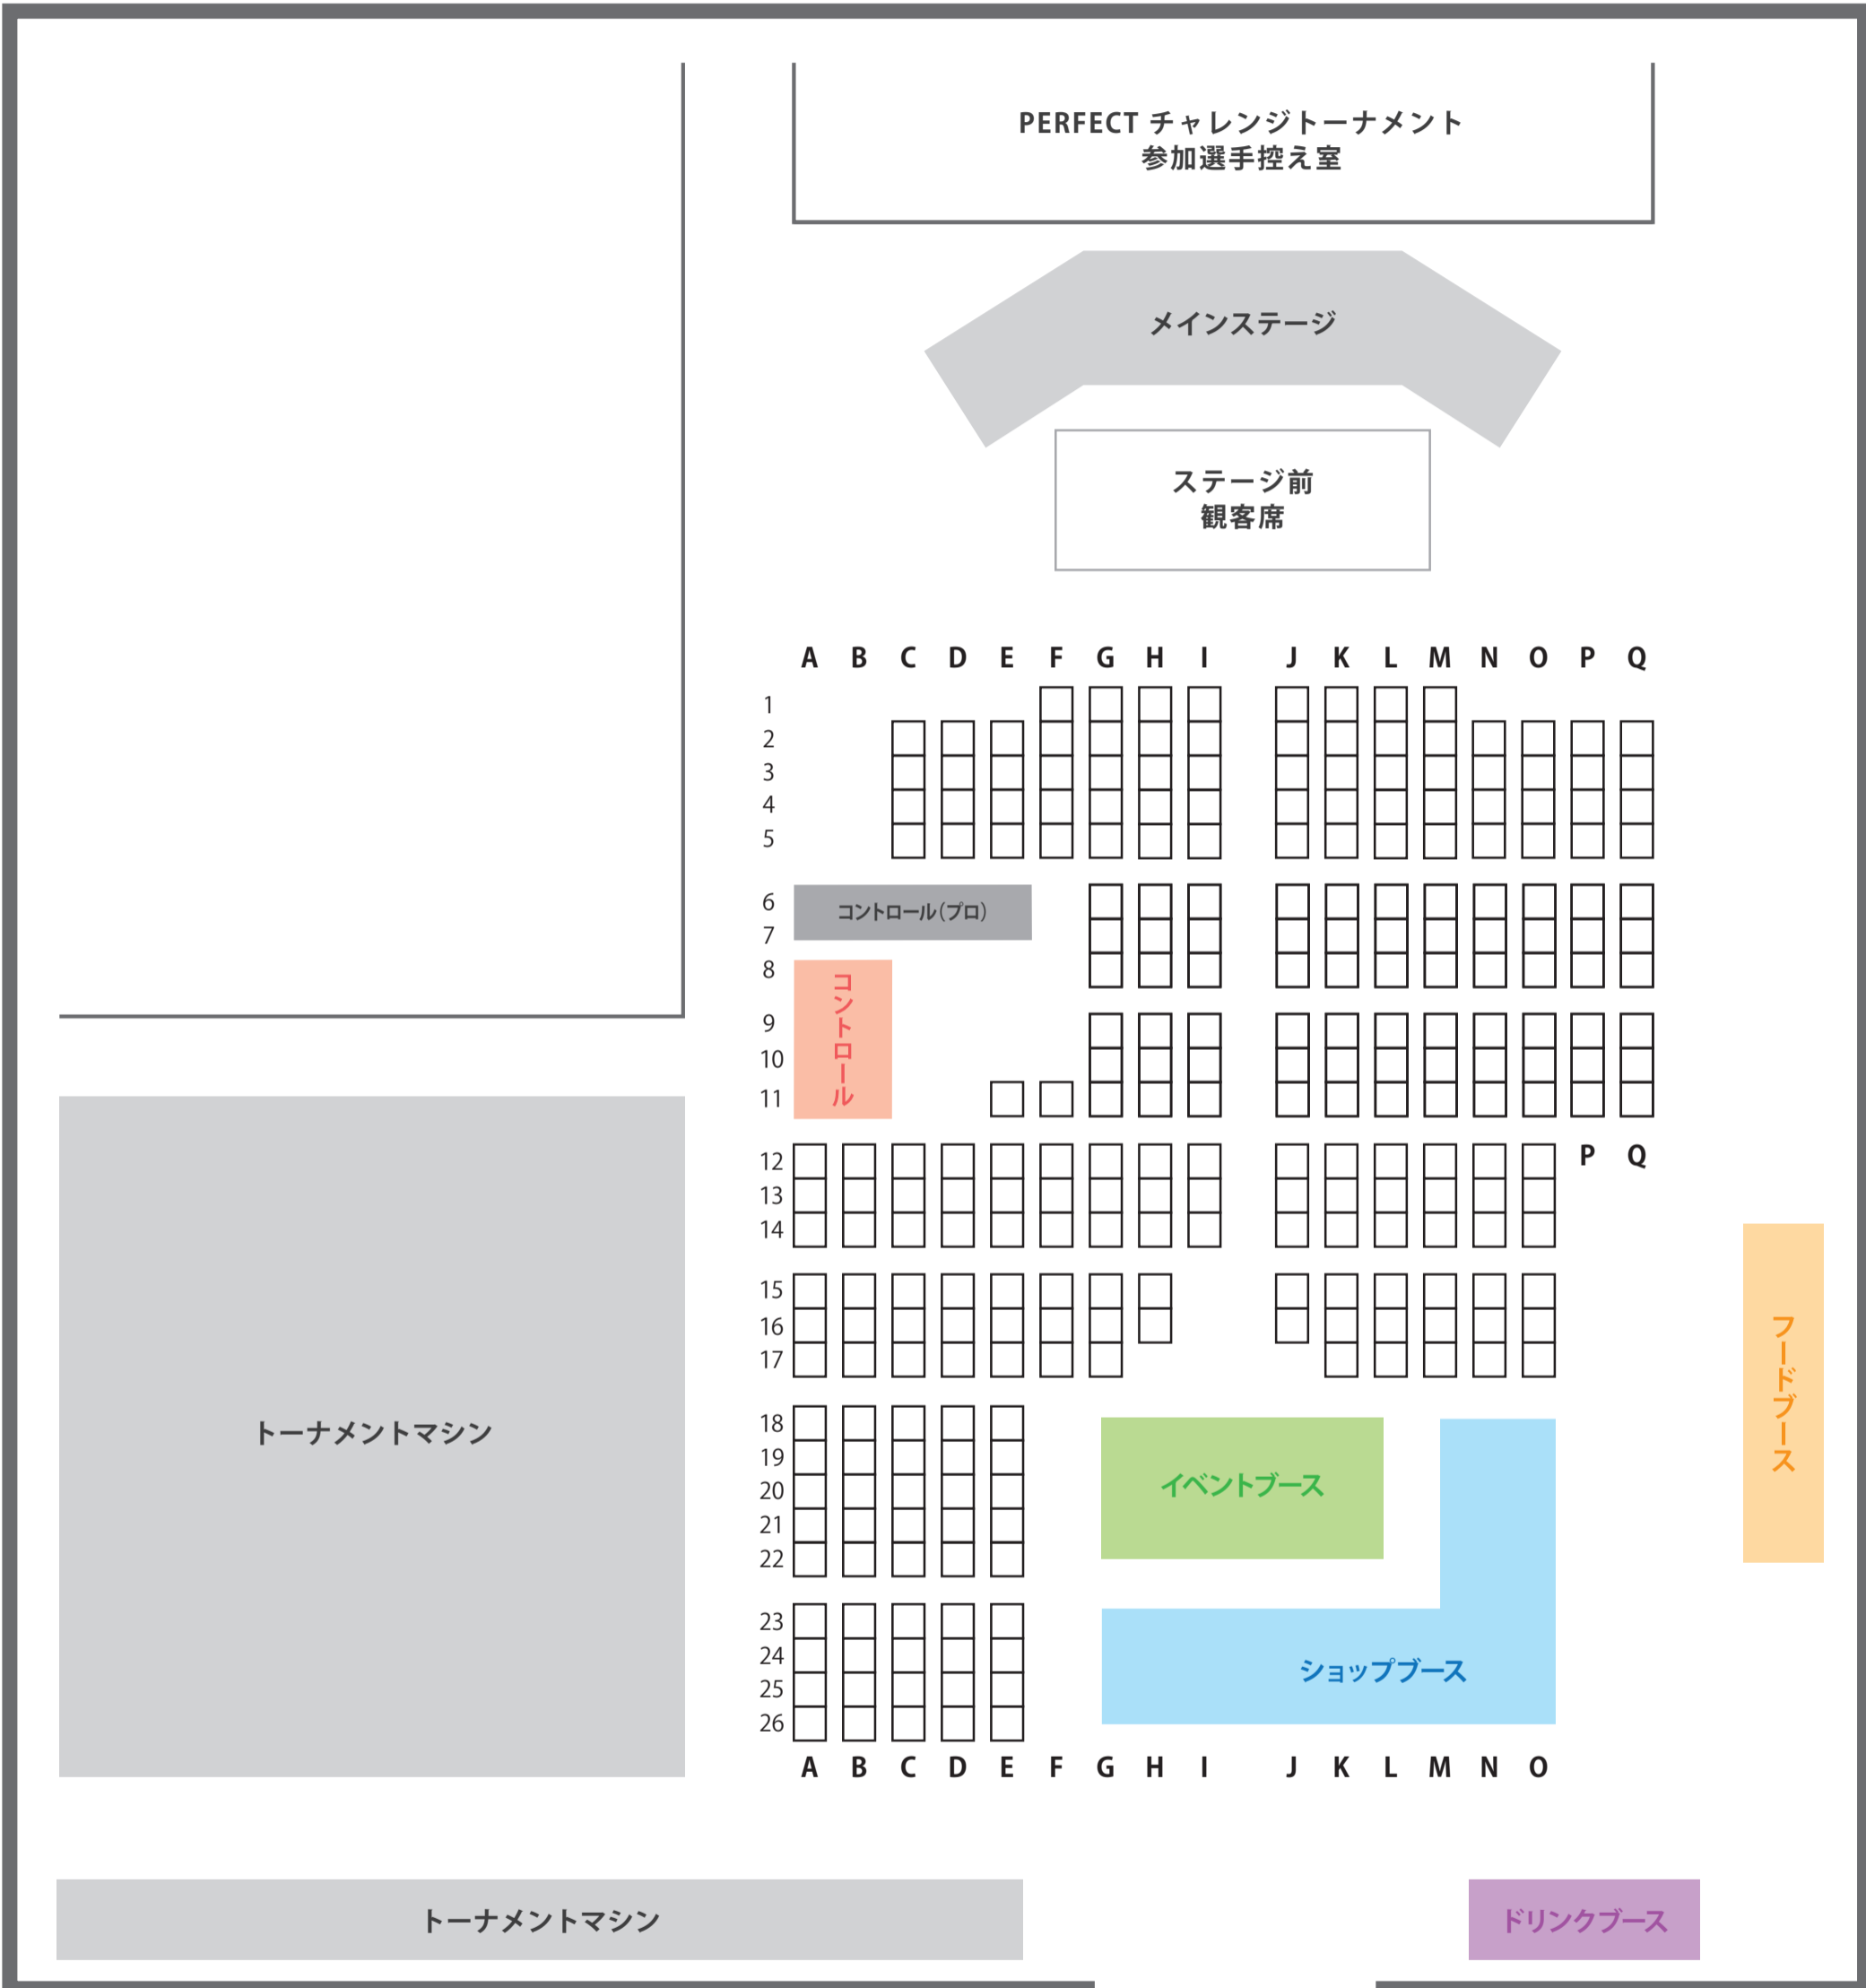 PERFECT チャレンジトーナメント
参加選手控え室
メインステージ
ステージ前
観客席
A B C D E F G H I J K L M N O P Q
1
2
3
4
5
6
コントロール(プロ)
7
8
コントロール
9
10
11
12
P Q
13
14
15
16
17
フードブース
トーナメントマシン
18
19
イベントブース
20
21
22
23
24
ショップブース
25
26
A B C D E F G H I J K L M N O
トーナメントマシン
ドリンクブース